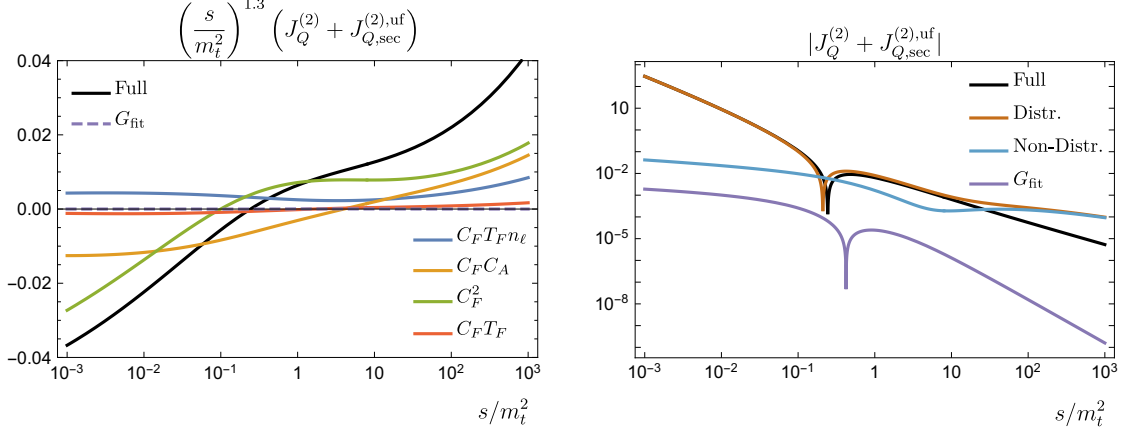 (s/m_t^2)^1.3 (J_Q^(2) + J_Q,sec^(2),uf)
0.04
0.02
0.00
−0.02
−0.04
Full
G_fit
C_F T_F n_ℓ
C_F C_A
C_F^2
C_F T_F
10^−3
10^−2
10^−1
1
10
10^2
10^3
s/m_t^2
|J_Q^(2) + J_Q,sec^(2),uf|
10
10^−2
10^−5
10^−8
Full
Distr.
Non-Distr.
G_fit
10^−3
10^−2
10^−1
1
10
10^2
10^3
s/m_t^2